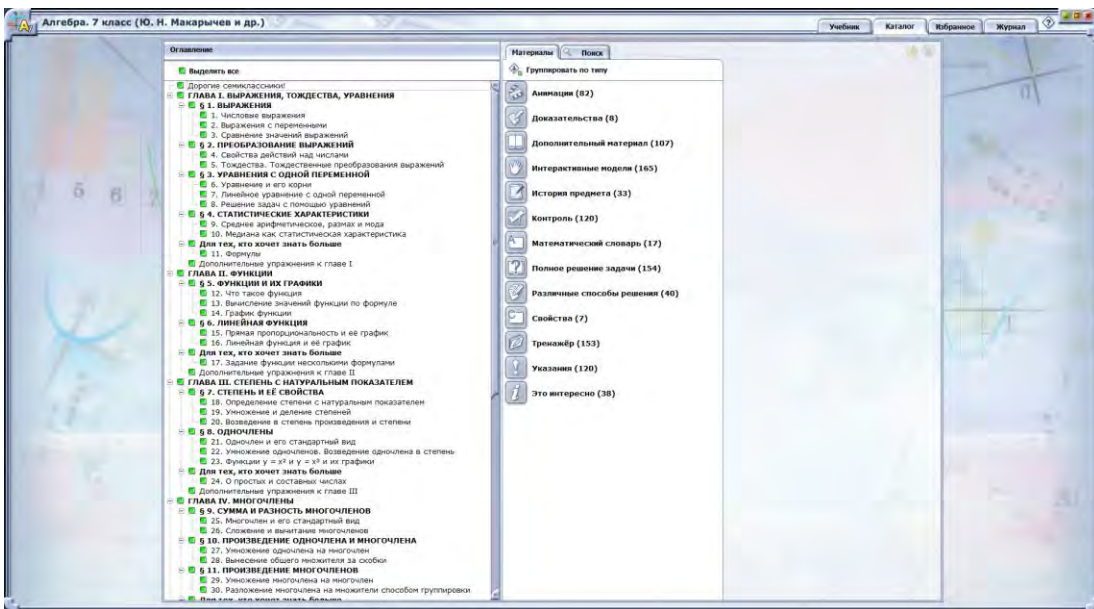 Алгебра. 7 класс (Ю. Н. Макарычев и др.)
Учебник
Каталог
Избранное
Журнал
Оглавление
Выделять все
Дорогие семиклассники!
ГЛАВА I. ВЫРАЖЕНИЯ, ТОЖДЕСТВА, УРАВНЕНИЯ
§ 1. ВЫРАЖЕНИЯ
1. Числовые выражения
2. Выражения с переменными
3. Сравнение значений выражений
§ 2. ПРЕОБРАЗОВАНИЕ ВЫРАЖЕНИЙ
4. Свойства действий над числами
5. Тождества. Тождественные преобразования выражений
§ 3. УРАВНЕНИЯ С ОДНОЙ ПЕРЕМЕННОЙ
6. Уравнение и его корни
7. Линейное уравнение с одной переменной
8. Решение задач с помощью уравнений
§ 4. СТАТИСТИЧЕСКИЕ ХАРАКТЕРИСТИКИ
9. Среднее арифметическое, размах и мода
10. Медиана как статистическая характеристика
Для тех, кто хочет знать больше
11. Формулы
Дополнительные упражнения к главе I
ГЛАВА II. ФУНКЦИИ
§ 5. ФУНКЦИИ И ИХ ГРАФИКИ
12. Что такое функция
13. Вычисление значений функции по формуле
14. График функции
§ 6. ЛИНЕЙНАЯ ФУНКЦИЯ
15. Прямая пропорциональность и её график
16. Линейная функция и её график
Для тех, кто хочет знать больше
17. Задание функции несколькими формулами
Дополнительные упражнения к главе II
ГЛАВА III. СТЕПЕНЬ С НАТУРАЛЬНЫМ ПОКАЗАТЕЛЕМ
§ 7. СТЕПЕНЬ И ЕЁ СВОЙСТВА
18. Определение степени с натуральным показателем
19. Умножение и деление степеней
20. Возведение в степень произведения и степени
§ 8. ОДНОЧЛЕНЫ
21. Одночлен и его стандартный вид
22. Умножение одночленов. Возведение одночлена в степень
23. Функции y = x² и y = x³ и их графики
Для тех, кто хочет знать больше
24. О простых и составных числах
Дополнительные упражнения к главе III
ГЛАВА IV. МНОГОЧЛЕНЫ
§ 9. СУММА И РАЗНОСТЬ МНОГОЧЛЕНОВ
25. Многочлен и его стандартный вид
26. Сложение и вычитание многочленов
§ 10. ПРОИЗВЕДЕНИЕ ОДНОЧЛЕНА И МНОГОЧЛЕНА
27. Умножение одночлена на многочлен
28. Вынесение общего множителя за скобки
§ 11. ПРОИЗВЕДЕНИЕ МНОГОЧЛЕНОВ
29. Умножение многочлена на многочлен
30. Разложение многочлена на множители способом группировки
Для тех, кто хочет знать больше
Материалы
Поиск
Группировать по типу
Анимации (82)
Доказательства (8)
Дополнительный материал (107)
Интерактивные модели (165)
История предмета (33)
Контроль (120)
Математический словарь (17)
Полное решение задачи (154)
Различные способы решения (40)
Свойства (7)
Тренажёр (153)
Указания (120)
Это интересно (38)